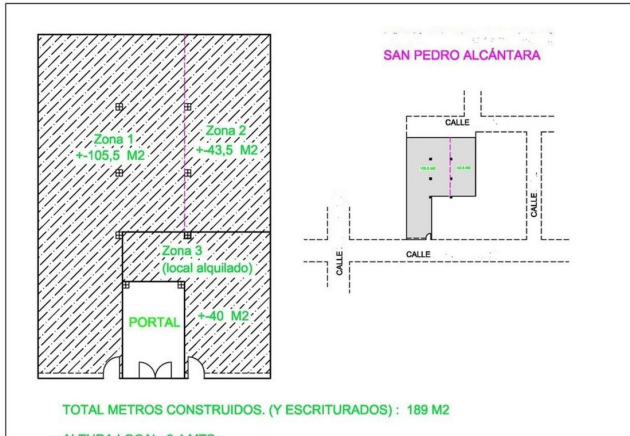 SAN PEDRO ALCÁNTARA
Zona 1
+-105,5 M2
Zona 2
+-43,5 M2
Zona 3
(local alquilado)
+-40 M2
PORTAL
CALLE
CALLE
CALLE
CALLE
TOTAL METROS CONSTRUIDOS. (Y ESCRITURADOS) : 189 M2